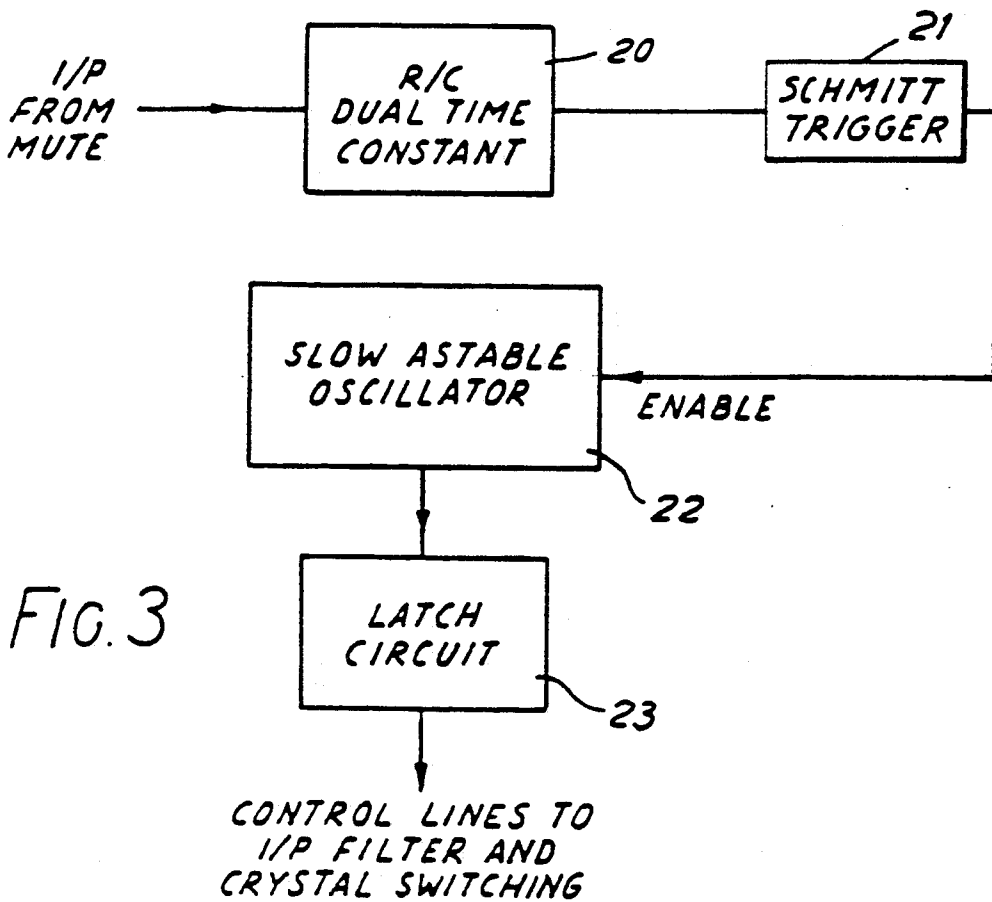 I/P
FROM
MUTE
R/C
DUAL TIME
CONSTANT
20
SCHMITT
TRIGGER
21
SLOW ASTABLE
OSCILLATOR
ENABLE
22
LATCH
CIRCUIT
23
CONTROL LINES TO
I/P FILTER AND
CRYSTAL SWITCHING
FIG. 3